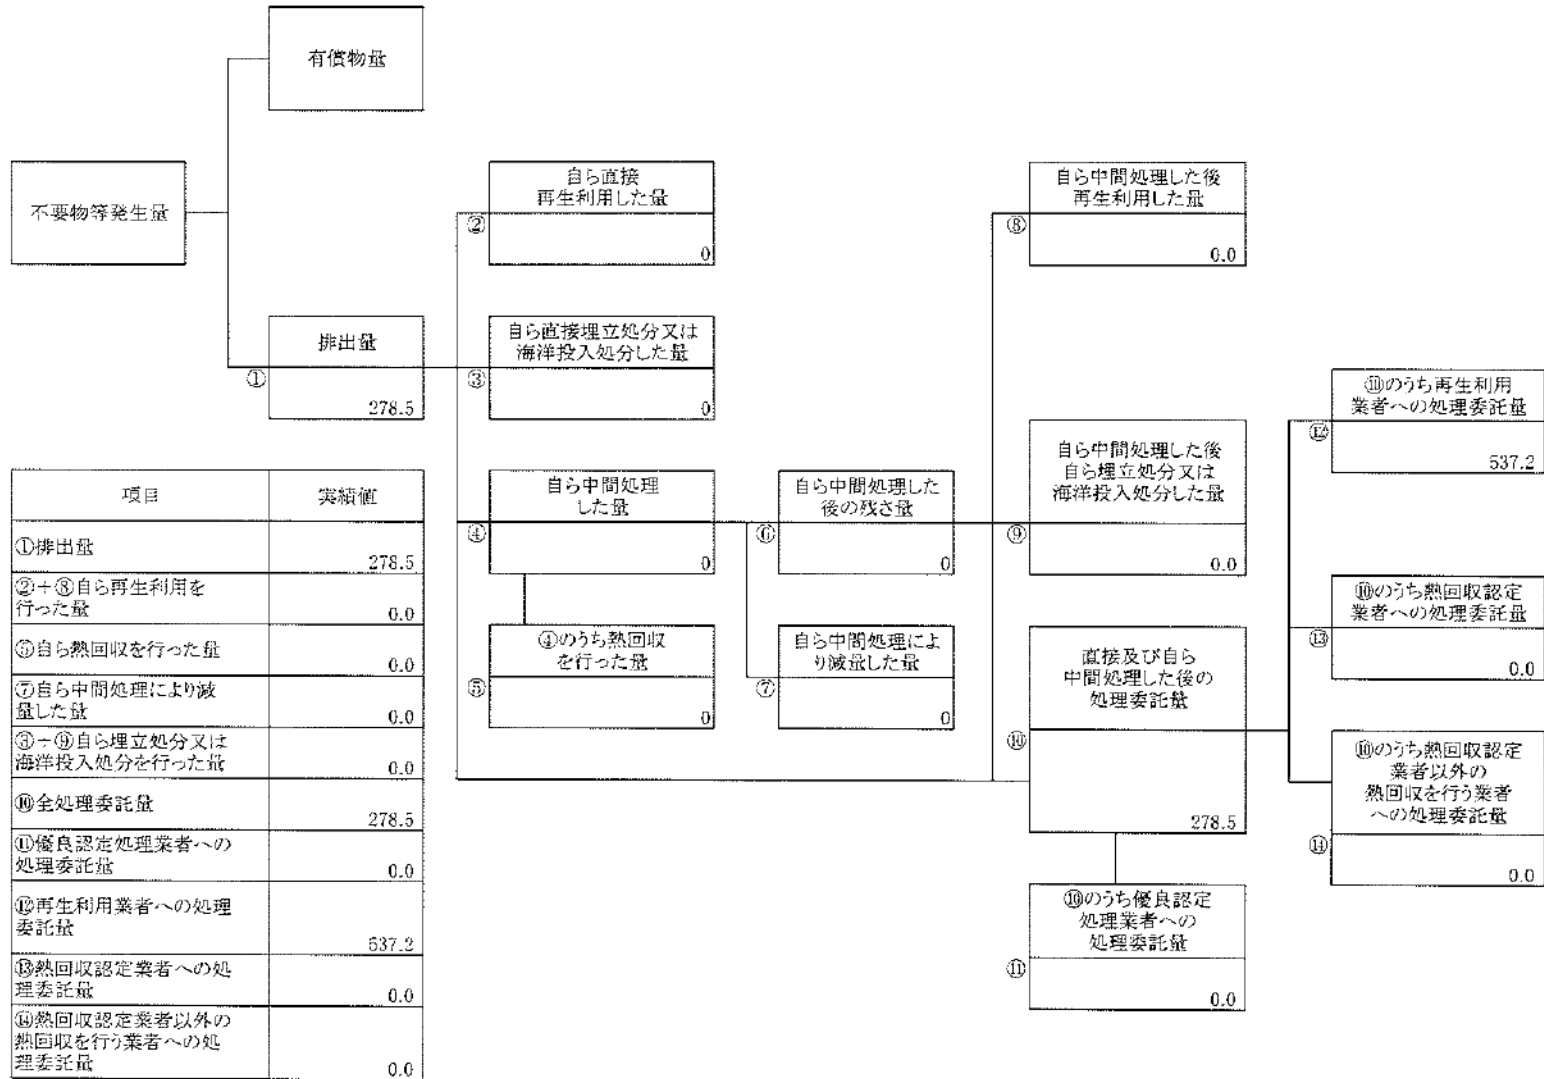 有償物量
不要物等発生量
排出量
①
278.5
自ら直接
再生利用した量
②
0
自ら直接埋立処分又は
海洋投入処分した量
③
0
自ら中間処理
した量
④
0
④のうち熱回収
を行った量
⑤
0
自ら中間処理した
後の残さ量
⑥
0
自ら中間処理によ
り減量した量
⑦
0
自ら中間処理した後
再生利用した量
⑧
0.0
自ら中間処理した後
自ら埋立処分又は
海洋投入処分した量
⑨
0.0
直接及び自ら
中間処理した後の
処理委託量
⑩
278.5
⑩のうち優良認定
処理業者への
処理委託量
⑪
0.0
⑩のうち再生利用
業者への処理委託量
⑫
537.2
⑩のうち熱回収認定
業者への処理委託量
⑬
0.0
⑩のうち熱回収認定
業者以外の
熱回収を行う業者
への処理委託量
⑭
0.0
項目 実績値
①排出量 278.5
②+⑧自ら再生利用を
行った量 0.0
⑤自ら熱回収を行った量 0.0
⑦自ら中間処理により減
量した量 0.0
③+⑨自ら埋立処分又は
海洋投入処分を行った量 0.0
⑩全処理委託量 278.5
⑪優良認定処理業者への
処理委託量 0.0
⑫再生利用業者への処理
委託量 537.2
⑬熱回収認定業者への処
理委託量 0.0
⑭熱回収認定業者以外の
熱回収を行う業者への処
理委託量 0.0